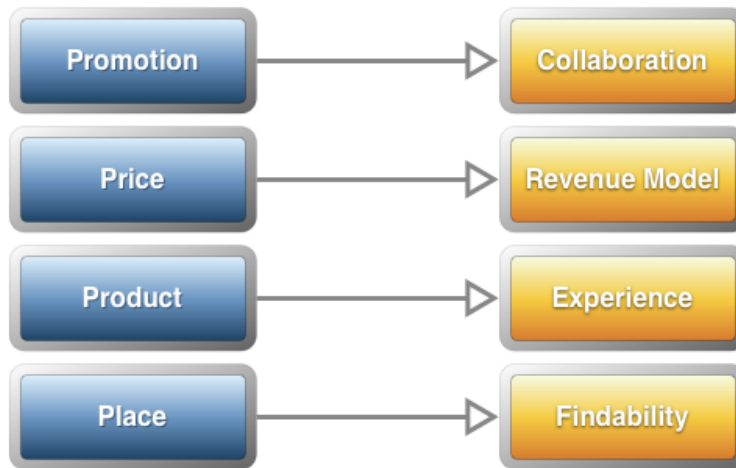 Promotion
Collaboration
Price
Revenue Model
Product
Experience
Place
Findability